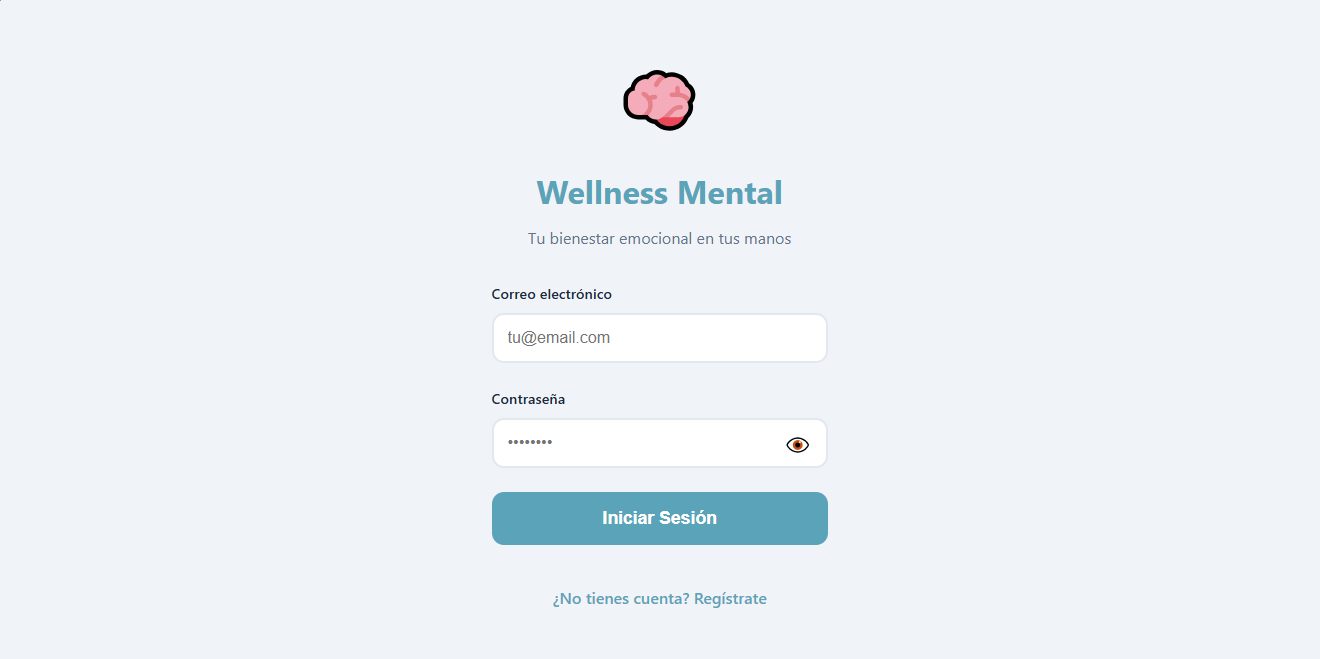 Wellness Mental
Tu bienestar emocional en tus manos
Correo electrónico
tu@email.com
Contraseña
••••••••
Iniciar Sesión
¿No tienes cuenta? Regístrate